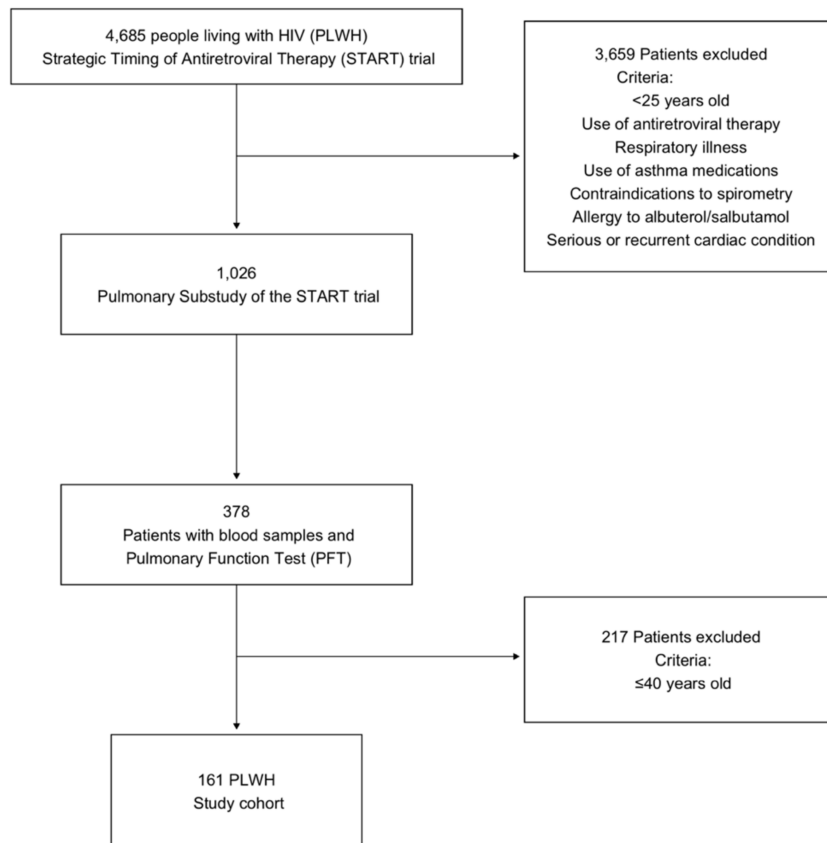 4,685 people living with HIV (PLWH)
Strategic Timing of Antiretroviral Therapy (START) trial
3,659 Patients excluded
Criteria:
<25 years old
Use of antiretroviral therapy
Respiratory illness
Use of asthma medications
Contraindications to spirometry
Allergy to albuterol/salbutamol
Serious or recurrent cardiac condition
1,026
Pulmonary Substudy of the START trial
378
Patients with blood samples and
Pulmonary Function Test (PFT)
217 Patients excluded
Criteria:
≤40 years old
161 PLWH
Study cohort